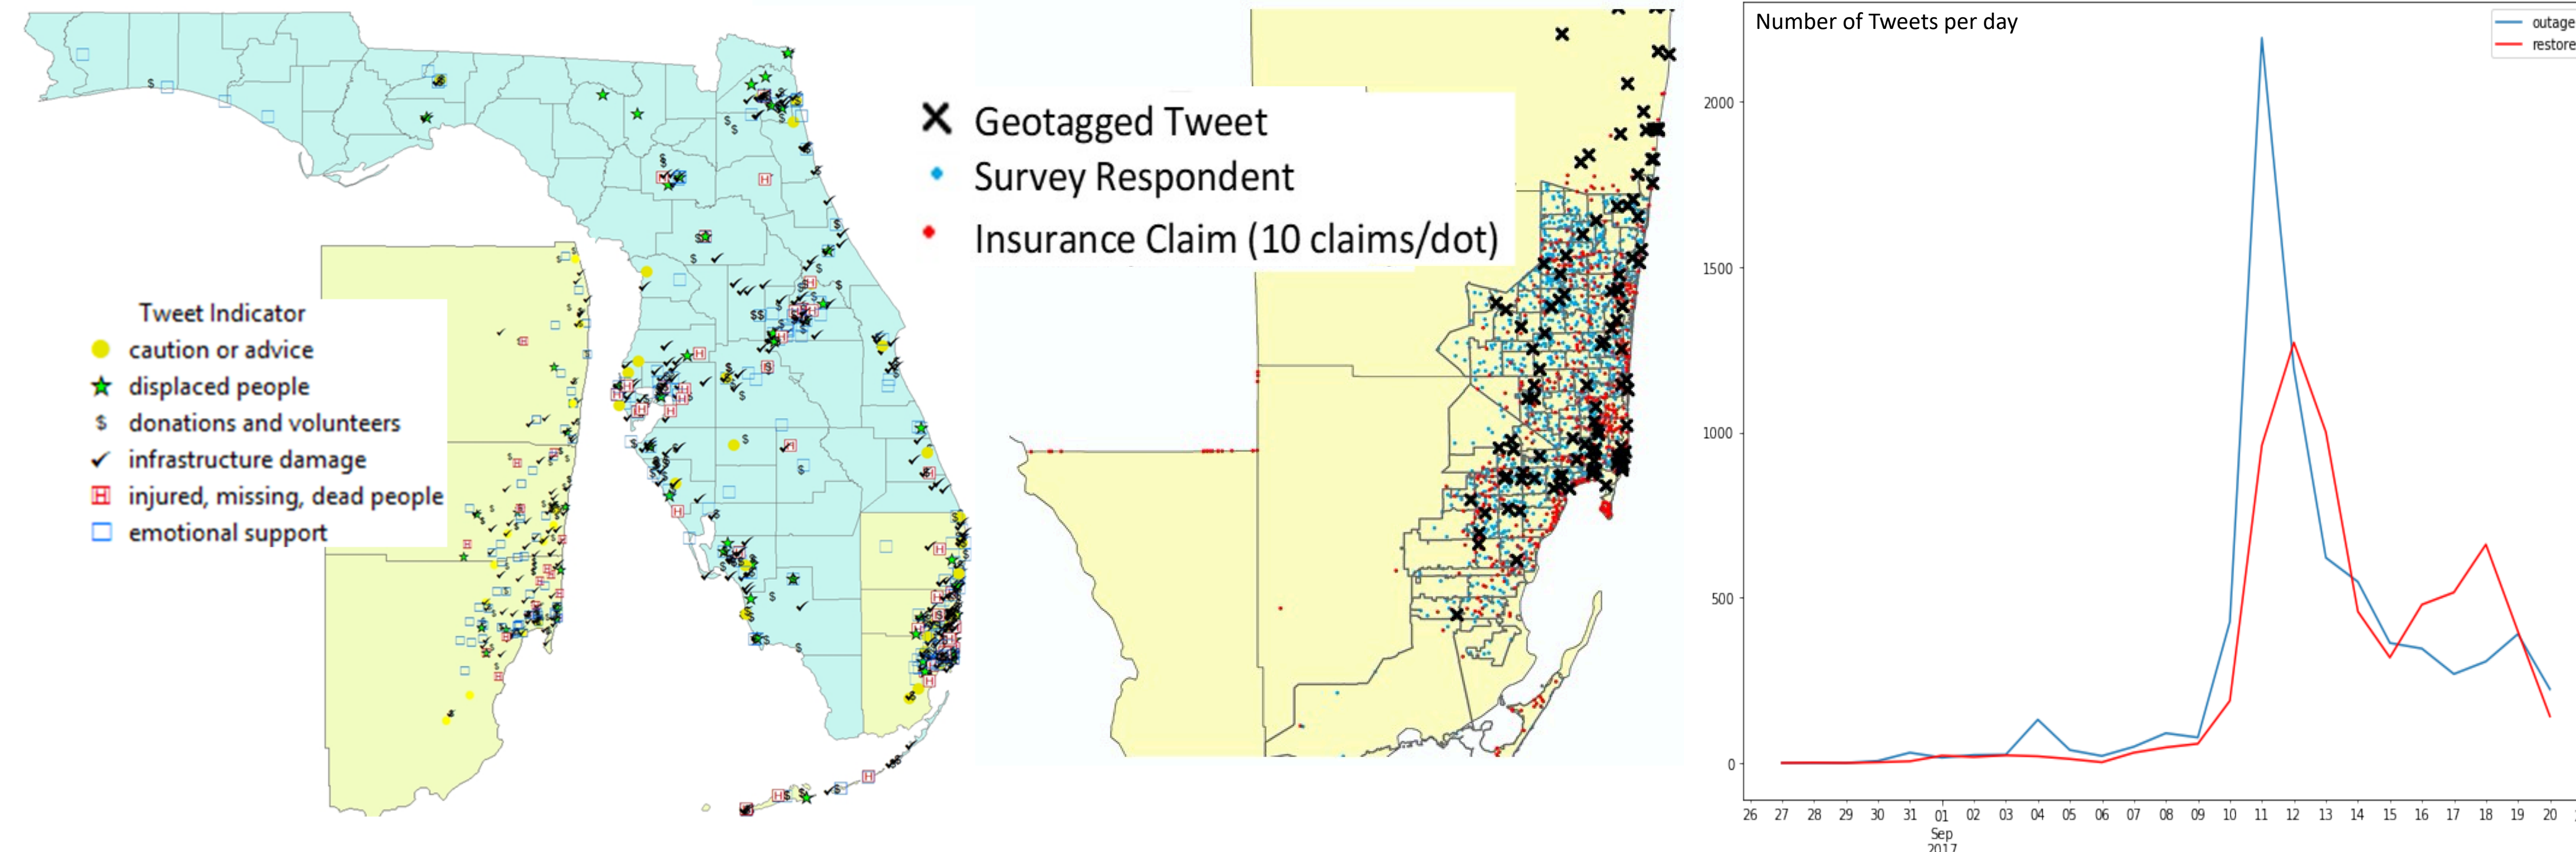 Tweet Indicator
caution or advice
displaced people
$ donations and volunteers
infrastructure damage
H injured, missing, dead people
emotional support
Geotagged Tweet
Survey Respondent
Insurance Claim (10 claims/dot)
Number of Tweets per day
outage
restore
2000
1500
1000
500
0
26 27 28 29 30 31 01 02 03 04 05 06 07 08 09 10 11 12 13 14 15 16 17 18 19 20
Sep
2017